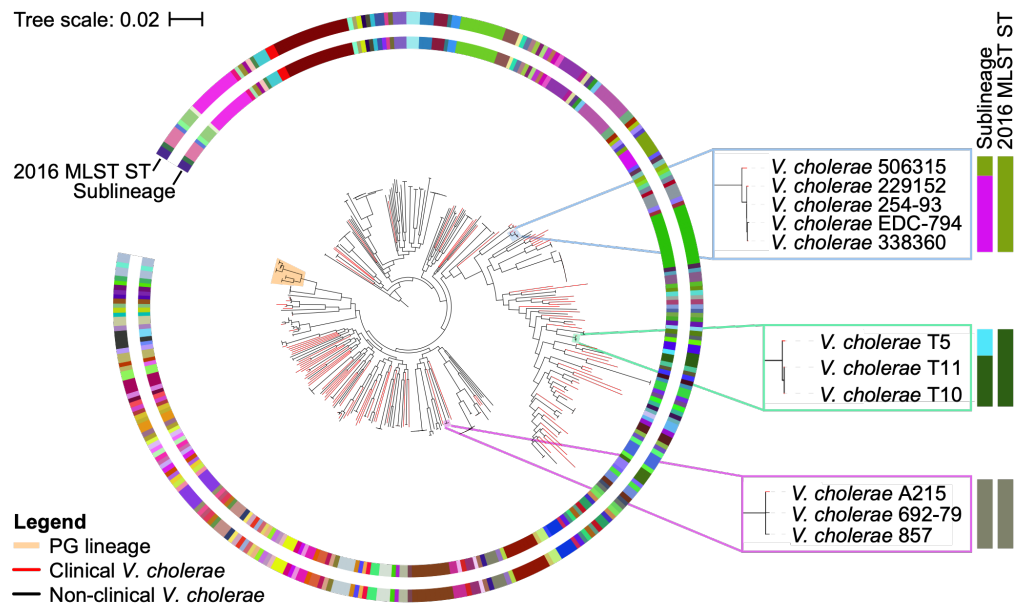 Tree scale: 0.02
2016 MLST ST
Sublineage
Sublineage
2016 MLST ST
V. cholerae 506315
V. cholerae 229152
V. cholerae 254-93
V. cholerae EDC-794
V. cholerae 338360
V. cholerae T5
V. cholerae T11
V. cholerae T10
V. cholerae A215
V. cholerae 692-79
V. cholerae 857
Legend
PG lineage
Clinical V. cholerae
Non-clinical V. cholerae